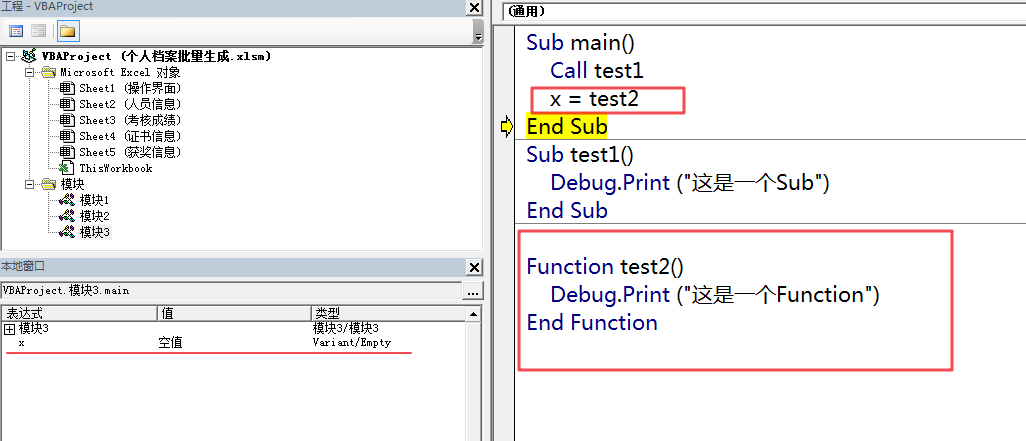 工程 - VBAProject
VBAProject (个人档案批量生成.xlsm)
Microsoft Excel 对象
Sheet1 (操作界面)
Sheet2 (人员信息)
Sheet3 (考核成绩)
Sheet4 (证书信息)
Sheet5 (获奖信息)
ThisWorkbook
模块
模块1
模块2
模块3
本地窗口
VBAProject.模块3.main
...
表达式 值 类型
模块3 模块3/模块3
x 空值 Variant/Empty
(通用)
Sub main()
Call test1
x = test2
End Sub
Sub test1()
Debug.Print ("这是一个Sub")
End Sub
Function test2()
Debug.Print ("这是一个Function")
End Function